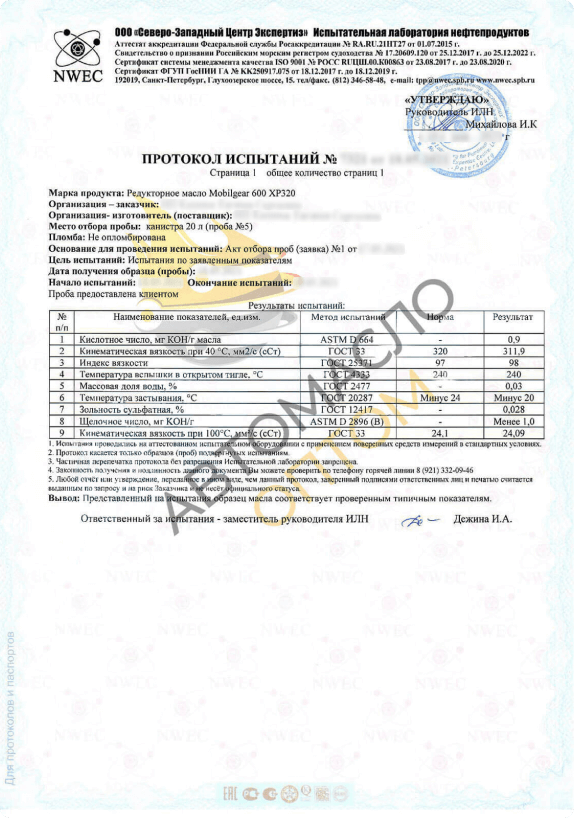 NWEC
ООО «Северо-Западный Центр Экспертиз» Испытательная лаборатория нефтепродуктов
Аттестат аккредитация Федеральной службы Росаккредитации № RA.RU.21НТ27 от 01.07.2015 г.
Свидетельство о признании Российским морским регистром судоходства № 17.20609.120 от 25.12.2017 г. до 25.12.2022 г.
Сертификат системы менеджмента качества ISO 9001 № РОСС RU.ЦШ.00.К00863 от 23.08.2017 г. до 23.08.2020 г.
Сертификат ФГУП ГосНИИ ГА № КК250917.075 от 18.12.2017 г. до 18.12.2019 г.
192019, Санкт-Петербург, Глухоозерское шоссе, 15. тел/факс. (812) 346-58-48, e-mail: tpp@nwec.spb.ru www.nwec.spb.ru
«УТВЕРЖДАЮ»
Руководитель ИЛН
Михайлова И.К
г
ПРОТОКОЛ ИСПЫТАНИЙ №
Страница 1 общее количество страниц 1
Марка продукта: Редукторное масло Mobilgear 600 XP320
Организация – заказчик:
Организация- изготовитель (поставщик):
Место отбора пробы: канистра 20 л (проба №5)
Пломба: Не опломбирована
Основание для проведения испытаний: Акт отбора проб (заявка) №1 от
Цель испытаний: Испытания по заявленным показателям
Дата получения образца (пробы):
Начало испытаний: Окончание испытаний:
Проба предоставлена клиентом
Результаты испытаний:
№ п/п Наименование показателей, ед.изм. Метод испытаний Норма Результат
1 Кислотное число, мг КОН/г масла ASTM D 664 - 0,9
2 Кинематическая вязкость при 40 °С, мм2/с (сСт) ГОСТ 33 320 311,9
3 Индекс вязкости ГОСТ 25371 97 98
4 Температура вспышки в открытом тигле, °С ГОСТ 4333 240 240
5 Массовая доля воды, % ГОСТ 2477 - 0,03
6 Температура застывания, °С ГОСТ 20287 Минус 24 Минус 20
7 Зольность сульфатная, % ГОСТ 12417 - 0,028
8 Щелочное число, мг КОН/г ASTM D 2896 (В) - Менее 1,0
9 Кинематическая вязкость при 100°С, мм²/с (сСт) ГОСТ 33 24,1 24,09
1. Испытания проводились на аттестованном испытательном оборудовании с применением поверенных средств измерений в стандартных условиях.
2. Протокол касается только образцов (проб) подвергнутых испытаниям.
3. Частичная перепечатка протокола без разрешения Испытательной лаборатории запрещена.
4. Законность получения и подлинность данного документа Вы можете проверить по телефону горячей линии 8 (921) 332-09-46
5. Любой отчёт или утверждение, переданные в ином виде, чем данный протокол, заверенный подписями ответственных лиц и печатью считается
выданным по запросу и на риск Заказчика и не несёт официального статуса.
Вывод: Представленный на испытания образец масла соответствует проверенным типичным показателям.
Ответственный за испытания - заместитель руководителя ИЛН Дежина И.А.
АВТОМАСЛО
ОПТОМ
Для протоколов и паспортов